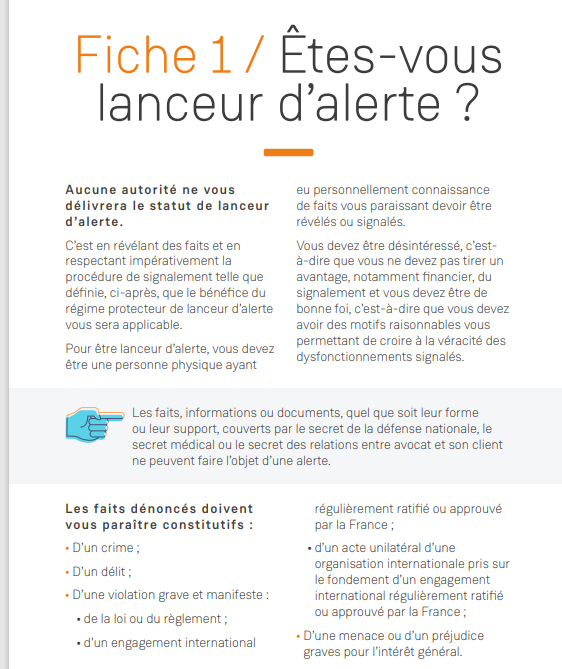 Fiche 1 / Êtes-vous
lanceur d'alerte ?
Aucune autorité ne vous
délivrera le statut de lanceur
d'alerte.
C'est en révélant des faits et en
respectant impérativement la
procédure de signalement telle que
définie, ci-après, que le bénéfice du
régime protecteur de lanceur d'alerte
vous sera applicable.
Pour être lanceur d'alerte, vous devez
être une personne physique ayant
eu personnellement connaissance
de faits vous paraissant devoir être
révélés ou signalés.
Vous devez être désintéressé, c'est-
à-dire que vous ne devez pas tirer un
avantage, notamment financier, du
signalement et vous devez être de
bonne foi, c'est-à-dire que vous devez
avoir des motifs raisonnables vous
permettant de croire à la véracité des
dysfonctionnements signalés.
Les faits, informations ou documents, quel que soit leur forme
ou leur support, couverts par le secret de la défense nationale, le
secret médical ou le secret des relations entre avocat et son client
ne peuvent faire l'objet d'une alerte.
Les faits dénoncés doivent
vous paraître constitutifs :
• D'un crime ;
• D'un délit ;
• D'une violation grave et manifeste :
• de la loi ou du règlement ;
• d'un engagement international
régulièrement ratifié ou approuvé
par la France ;
• d'un acte unilatéral d'une
organisation internationale pris sur
le fondement d'un engagement
international régulièrement ratifié
ou approuvé par la France ;
• D'une menace ou d'un préjudice
graves pour l'intérêt général.